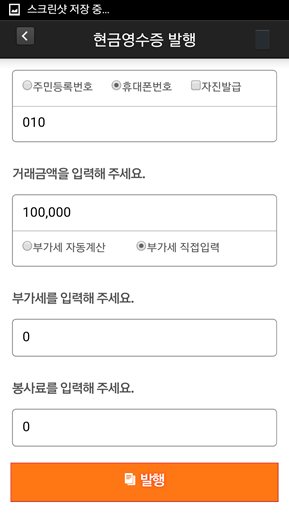 스크린샷 저장 중...
현금영수증 발행
주민등록번호 휴대폰번호 자진발급
010
거래금액을 입력해 주세요.
100,000
부가세 자동계산 부가세 직접입력
부가세를 입력해 주세요.
0
봉사료를 입력해 주세요.
0
발행